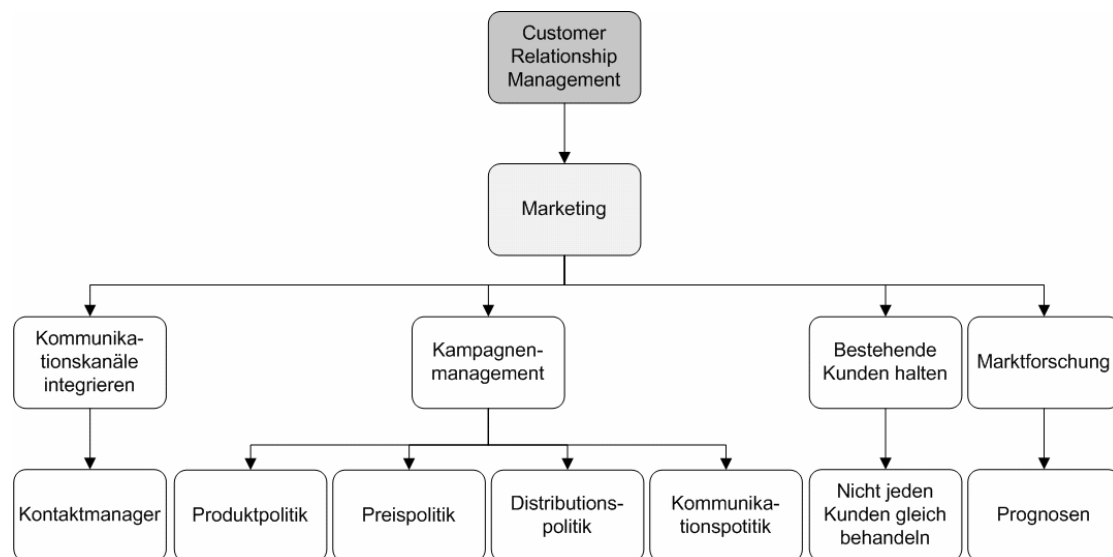 Customer
Relationship
Management
Marketing
Kommunika-
tionskanäle
integrieren
Kampagnen-
management
Bestehende
Kunden halten
Marktforschung
Kontaktmanager
Produktpolitik
Preispolitik
Distributions-
politik
Kommunika-
tionspotitik
Nicht jeden
Kunden gleich
behandeln
Prognosen